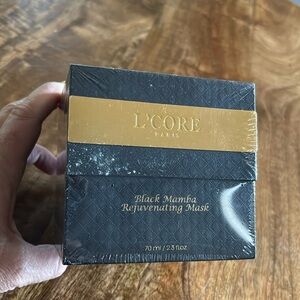 L'CORE
PARIS
Black Mamba
Rejuvenating Mask
70 ml / 2.3 fl.oz